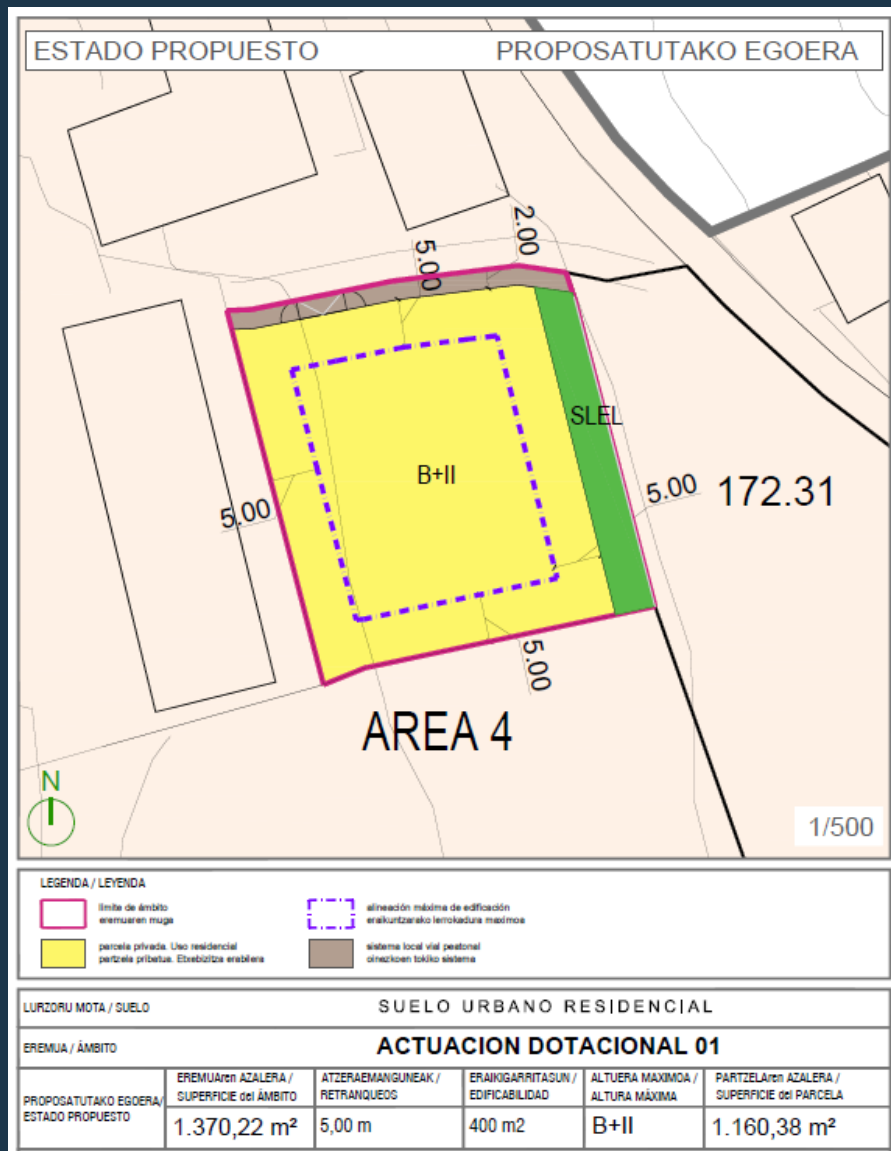 ESTADO PROPUESTO PROPOSATUTAKO EGOERA
2.00
5.00
SLEL
B+II
5.00 172.31
5.00
5.00
AREA 4
N
1/500
LEGENDA / LEYENDA
límite de ámbito
eremuaren muga
alineación máxima de edificación
eraikuntzarako lerrokadura maximoa
parcela privada. Uso residencial
partzela pribatua. Etxebizitza erabilera
sistema local vial peatonal
oinezkoen tokiko sistema
LURZORU MOTA / SUELO SUELO URBANO RESIDENCIAL
EREMUA / ÁMBITO ACTUACION DOTACIONAL 01
PROPOSATUTAKO EGOERA/
ESTADO PROPUESTO
EREMUAren AZALERA /
SUPERFICIE del ÁMBITO
1.370,22 m²
ATZERAEMANGUNEAK /
RETRANQUEOS
5,00 m
ERAIKIGARRITASUN /
EDIFICABILIDAD
400 m2
ALTUERA MAXIMOA /
ALTURA MÁXIMA
B+II
PARTZELAren AZALERA /
SUPERFICIE del PARCELA
1.160,38 m²